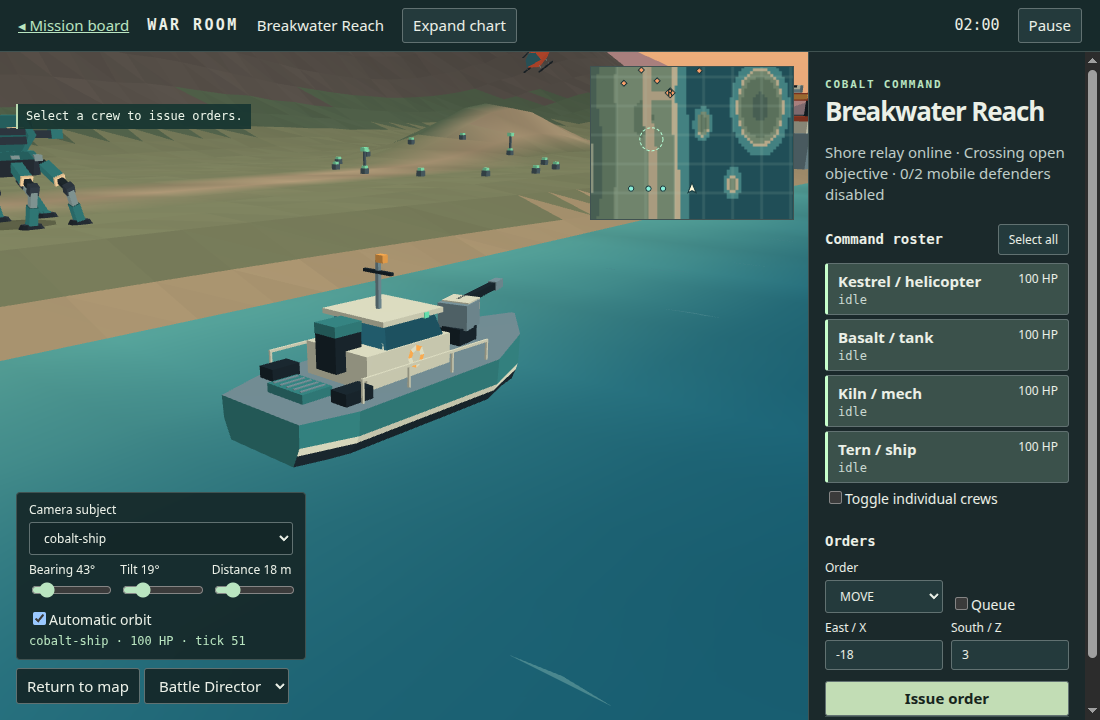 ◂ Mission board WAR ROOM Breakwater Reach Expand chart 02:00 Pause
Select a crew to issue orders.
COBALT COMMAND
Breakwater Reach
Shore relay online · Crossing open
objective · 0/2 mobile defenders
disabled
Command roster Select all
Kestrel / helicopter 100 HP
idle
Basalt / tank 100 HP
idle
Kiln / mech 100 HP
idle
Tern / ship 100 HP
idle
Toggle individual crews
Orders
Order
MOVE Queue
East / X South / Z
-18 3
Issue order
Camera subject
cobalt-ship
Bearing 43° Tilt 19° Distance 18 m
Automatic orbit
cobalt-ship · 100 HP · tick 51
Return to map Battle Director